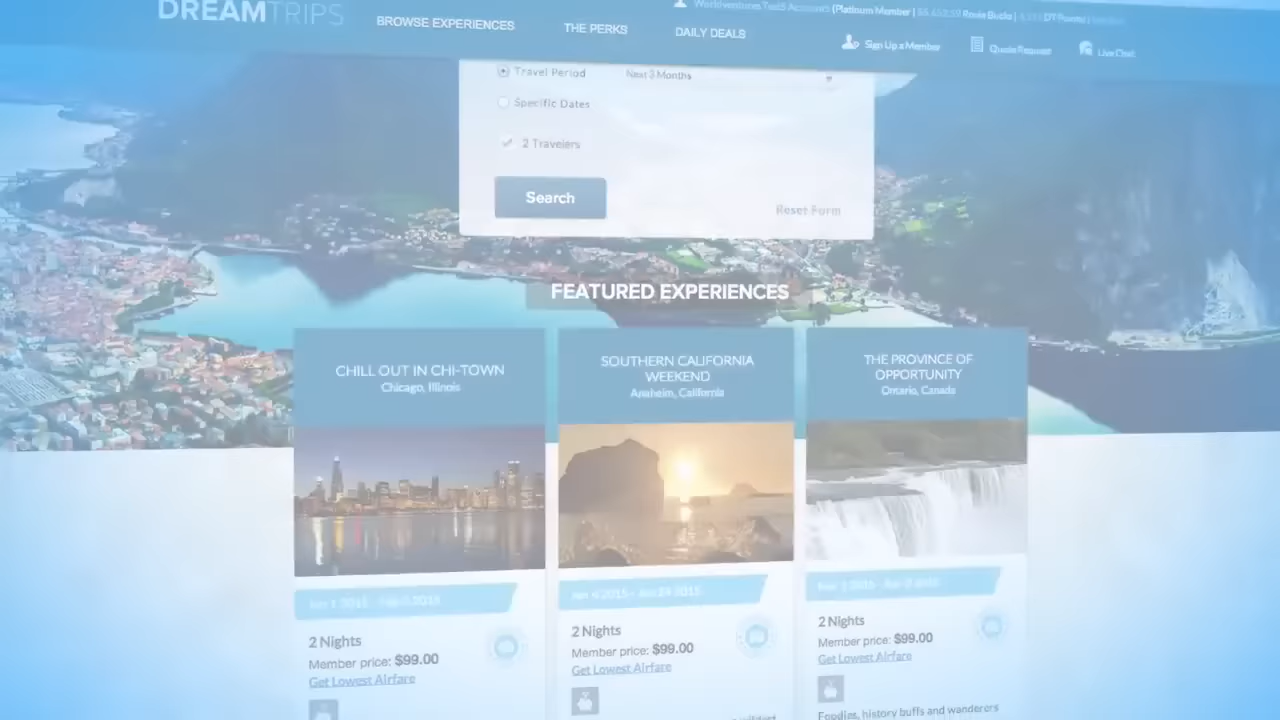 DREAMTRIPS
BROWSE EXPERIENCES
THE PERKS
DAILY DEALS
(Platinum Member |
Sign Up a Member
Quote Request
Live Chat
Travel Period
Next 3 Months
Specific Dates
2 Travelers
Search
Reset Form
FEATURED EXPERIENCES
CHILL OUT IN CHI-TOWN
Chicago, Illinois
SOUTHERN CALIFORNIA
WEEKEND
Anaheim, California
THE PROVINCE OF
OPPORTUNITY
Ontario, Canada
2 Nights
Member price: $99.00
Get Lowest Airfare
2 Nights
Member price: $99.00
Get Lowest Airfare
2 Nights
Member price: $99.00
Get Lowest Airfare
Foodies, history buffs and wanderers